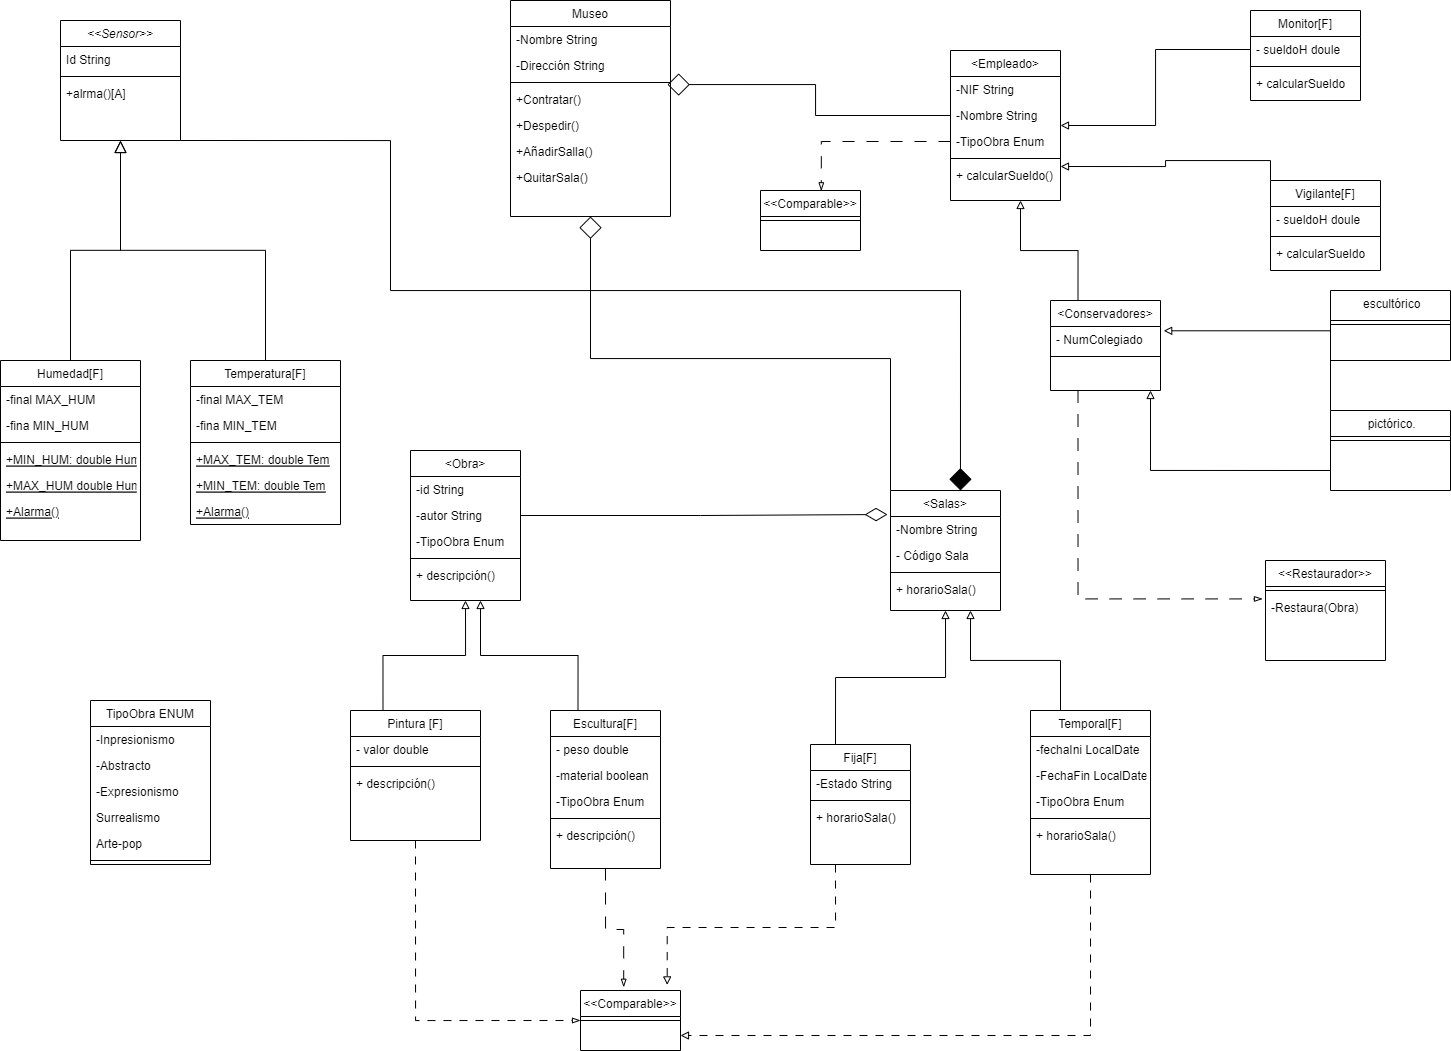 <<Sensor>>
Id String
+alrma()[A]
Museo
-Nombre String
-Dirección String
+Contratar()
+Despedir()
+AñadirSalla()
+QuitarSala()
<Empleado>
-NIF String
-Nombre String
-TipoObra Enum
+ calcularSueldo()
Monitor[F]
- sueldoH doule
+ calcularSueldo
<<Comparable>>
Vigilante[F]
- sueldoH doule
+ calcularSueldo
<Conservadores>
- NumColegiado
escultórico
pictórico.
Humedad[F]
-final MAX_HUM
-fina MIN_HUM
+MIN_HUM: double Hun
+MAX_HUM double Hun
+Alarma()
Temperatura[F]
-final MAX_TEM
-fina MIN_TEM
+MAX_TEM: double Tem
+MIN_TEM: double Tem
+Alarma()
<Obra>
-id String
-autor String
-TipoObra Enum
+ descripción()
<Salas>
-Nombre String
- Código Sala
+ horarioSala()
<<Restaurador>>
-Restaura(Obra)
TipoObra ENUM
-Inpresionismo
-Abstracto
-Expresionismo
Surrealismo
Arte-pop
Pintura [F]
- valor double
+ descripción()
Escultura[F]
- peso double
-material boolean
-TipoObra Enum
+ descripción()
Fija[F]
-Estado String
+ horarioSala()
Temporal[F]
-fechaIni LocalDate
-FechaFin LocalDate
-TipoObra Enum
+ horarioSala()
<<Comparable>>